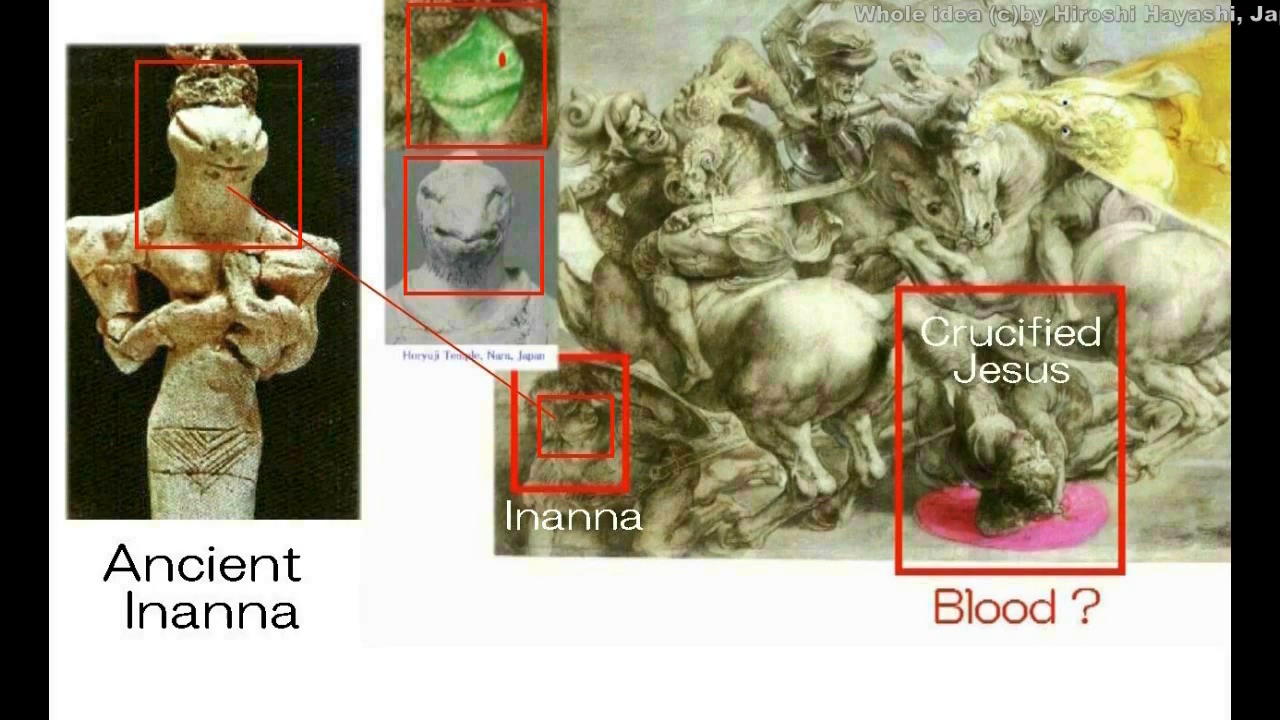 Whole idea (c)by Hiroshi Hayashi, Ja
Horyuji Temple, Nara, Japan
Crucified
Jesus
Inanna
Ancient
Inanna
Blood ?